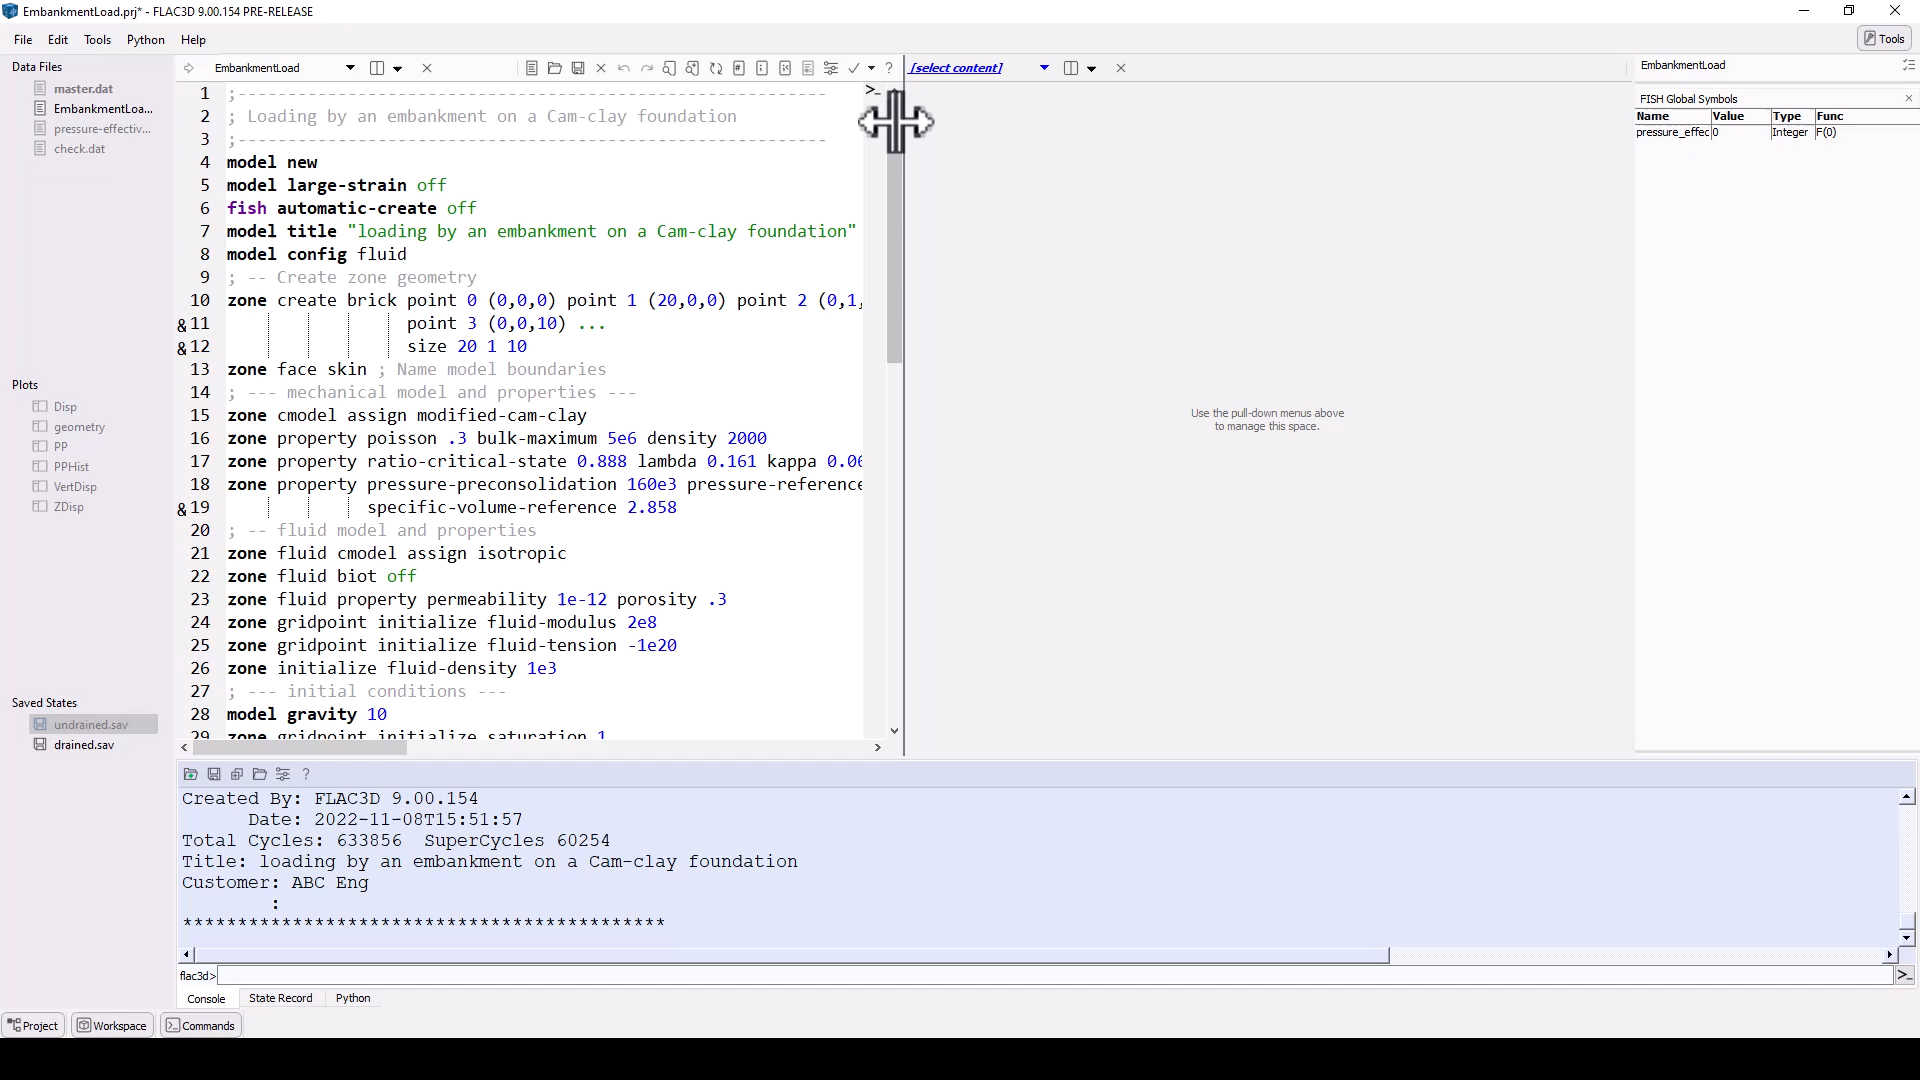 EmbankmentLoad.prj* - FLAC3D 9.00.154 PRE-RELEASE
File Edit Tools Python Help
Tools
Data Files
master.dat
EmbankmentLoa...
pressure-effectiv...
check.dat
Plots
Disp
geometry
PP
PPHist
VertDisp
ZDisp
Saved States
undrained.sav
drained.sav
EmbankmentLoad
1 ;-----------------------------------------------------------
2 ; Loading by an embankment on a Cam-clay foundation
3 ;-----------------------------------------------------------
4 model new
5 model large-strain off
6 fish automatic-create off
7 model title "loading by an embankment on a Cam-clay foundation"
8 model config fluid
9 ; -- Create zone geometry
10 zone create brick point 0 (0,0,0) point 1 (20,0,0) point 2 (0,1,
&11 point 3 (0,0,10) ...
&12 size 20 1 10
13 zone face skin ; Name model boundaries
14 ; --- mechanical model and properties ---
15 zone cmodel assign modified-cam-clay
16 zone property poisson .3 bulk-maximum 5e6 density 2000
17 zone property ratio-critical-state 0.888 lambda 0.161 kappa 0.06
18 zone property pressure-preconsolidation 160e3 pressure-reference
&19 specific-volume-reference 2.858
20 ; -- fluid model and properties
21 zone fluid cmodel assign isotropic
22 zone fluid biot off
23 zone fluid property permeability 1e-12 porosity .3
24 zone gridpoint initialize fluid-modulus 2e8
25 zone gridpoint initialize fluid-tension -1e20
26 zone initialize fluid-density 1e3
27 ; --- initial conditions ---
28 model gravity 10
29 zone gridpoint initialize saturation 1
[select content]
Use the pull-down menus above
to manage this space.
EmbankmentLoad
FISH Global Symbols
Name Value Type Func
pressure_effec 0 Integer F(0)
Created By: FLAC3D 9.00.154
Date: 2022-11-08T15:51:57
Total Cycles: 633856 SuperCycles 60254
Title: loading by an embankment on a Cam-clay foundation
Customer: ABC Eng
:
********************************************
flac3d>
Console State Record Python
Project Workspace Commands